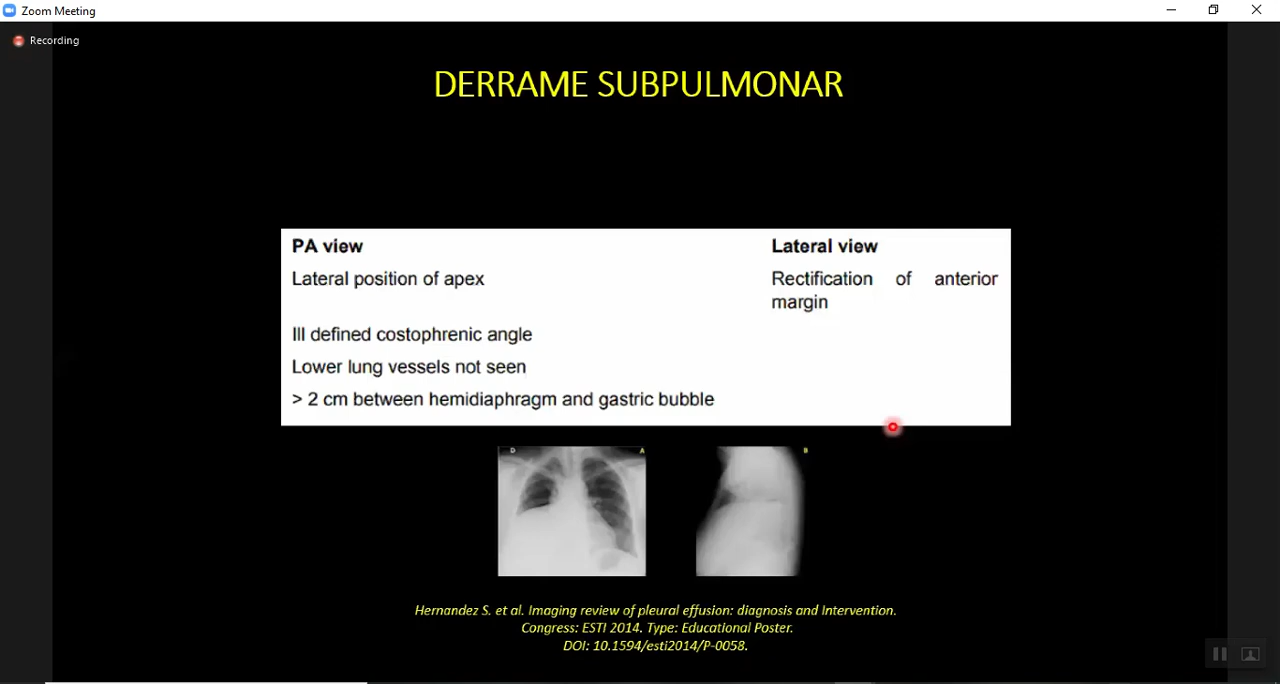 Zoom Meeting
Recording
DERRAME SUBPULMONAR
PA view
Lateral view
Lateral position of apex
Rectification of anterior
margin
Ill defined costophrenic angle
Lower lung vessels not seen
> 2 cm between hemidiaphragm and gastric bubble
D
A
B
Hernandez S. et al. Imaging review of pleural effusion: diagnosis and Intervention.
Congress: ESTI 2014. Type: Educational Poster.
DOI: 10.1594/esti2014/P-0058.